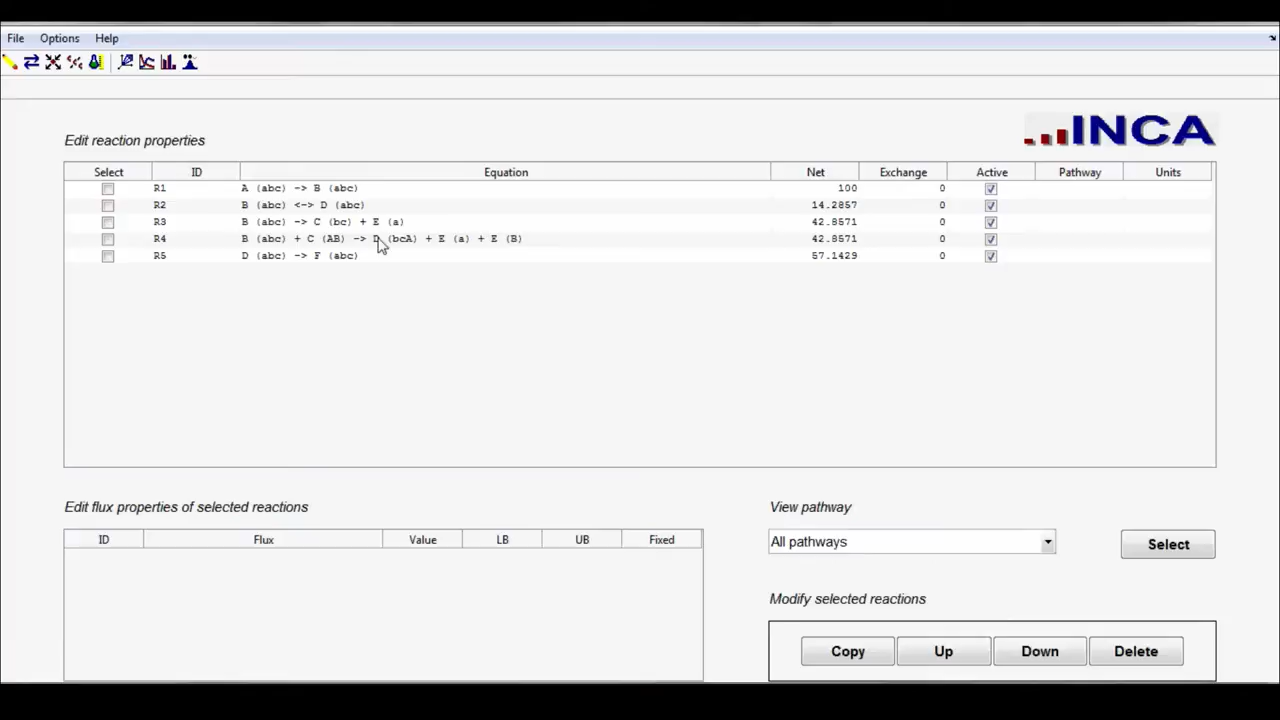 File Options Help
INCA
Edit reaction properties
Select ID Equation Net Exchange Active Pathway Units
R1 A (abc) -> B (abc) 100 0
R2 B (abc) <-> D (abc) 14.2857 0
R3 B (abc) -> C (bc) + E (a) 42.8571 0
R4 B (abc) + C (AB) -> D (bcA) + E (a) + E (B) 42.8571 0
R5 D (abc) -> F (abc) 57.1429 0
Edit flux properties of selected reactions
View pathway
ID Flux Value LB UB Fixed
All pathways
Select
Modify selected reactions
Copy Up Down Delete